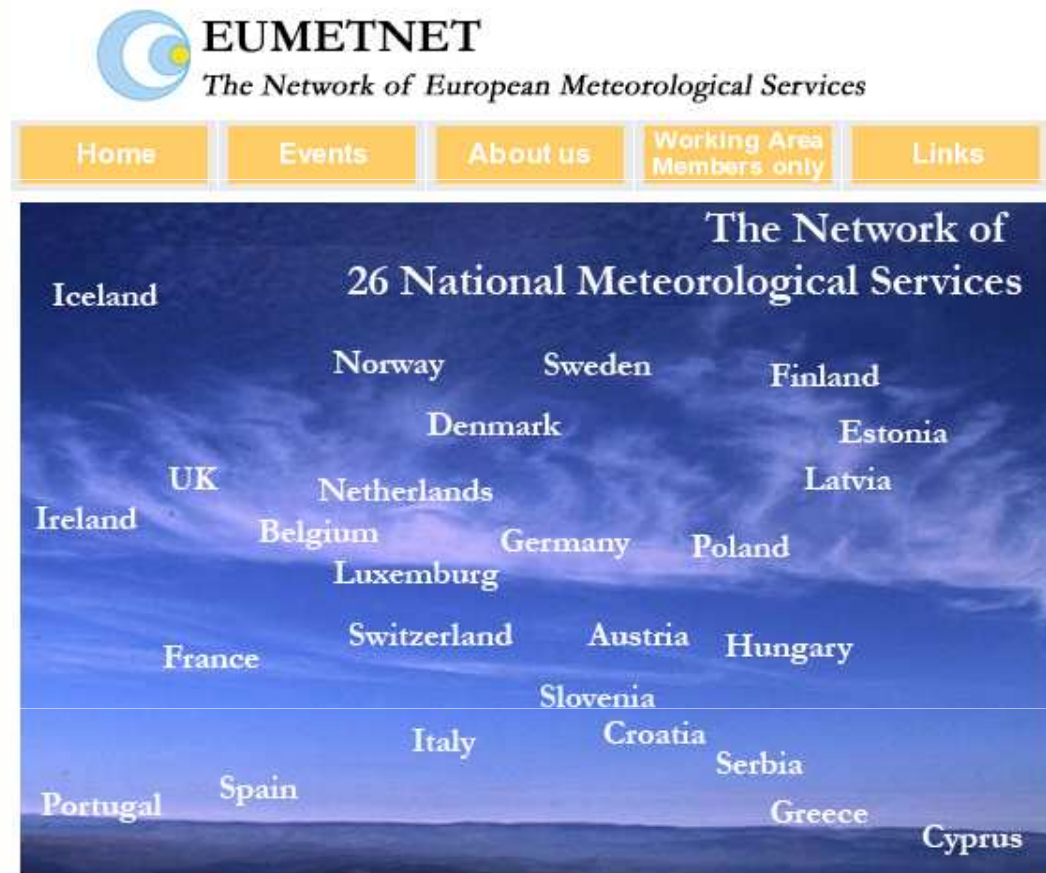 EUMETNET
The Network of European Meteorological Services
Home Events About us Working Area Members only Links
The Network of
26 National Meteorological Services
Iceland
Norway Sweden Finland
Denmark Estonia
UK Netherlands Latvia
Ireland Belgium Germany Poland
Luxemburg
France Switzerland Austria Hungary
Slovenia
Italy Croatia
Serbia
Portugal Spain Greece
Cyprus